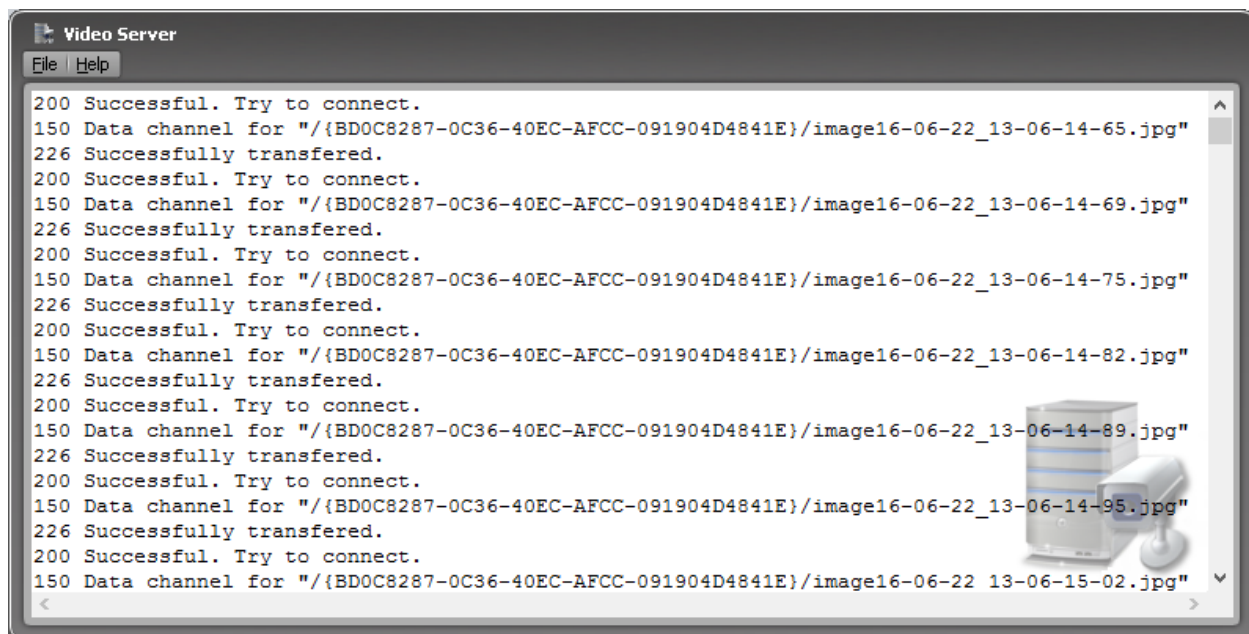 Video Server
File Help
200 Successful. Try to connect.
150 Data channel for "/{BD0C8287-0C36-40EC-AFCC-091904D4841E}/image16-06-22_13-06-14-65.jpg"
226 Successfully transfered.
200 Successful. Try to connect.
150 Data channel for "/{BD0C8287-0C36-40EC-AFCC-091904D4841E}/image16-06-22_13-06-14-69.jpg"
226 Successfully transfered.
200 Successful. Try to connect.
150 Data channel for "/{BD0C8287-0C36-40EC-AFCC-091904D4841E}/image16-06-22_13-06-14-75.jpg"
226 Successfully transfered.
200 Successful. Try to connect.
150 Data channel for "/{BD0C8287-0C36-40EC-AFCC-091904D4841E}/image16-06-22_13-06-14-82.jpg"
226 Successfully transfered.
200 Successful. Try to connect.
150 Data channel for "/{BD0C8287-0C36-40EC-AFCC-091904D4841E}/image16-06-22_13-06-14-89.jpg"
226 Successfully transfered.
200 Successful. Try to connect.
150 Data channel for "/{BD0C8287-0C36-40EC-AFCC-091904D4841E}/image16-06-22_13-06-14-95.jpg"
226 Successfully transfered.
200 Successful. Try to connect.
150 Data channel for "/{BD0C8287-0C36-40EC-AFCC-091904D4841E}/image16-06-22 13-06-15-02.jpg"